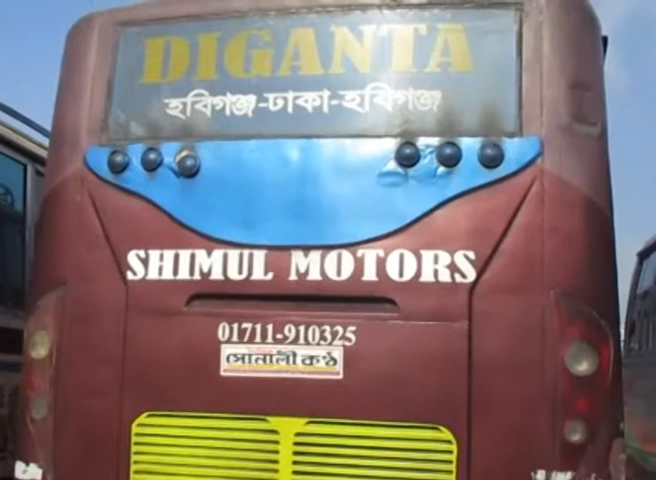 DIGANTA
হবিগঞ্জ-ঢাকা-হবিগঞ্জ
SHIMUL MOTORS
01711-910325
সোনালী কণ্ঠ